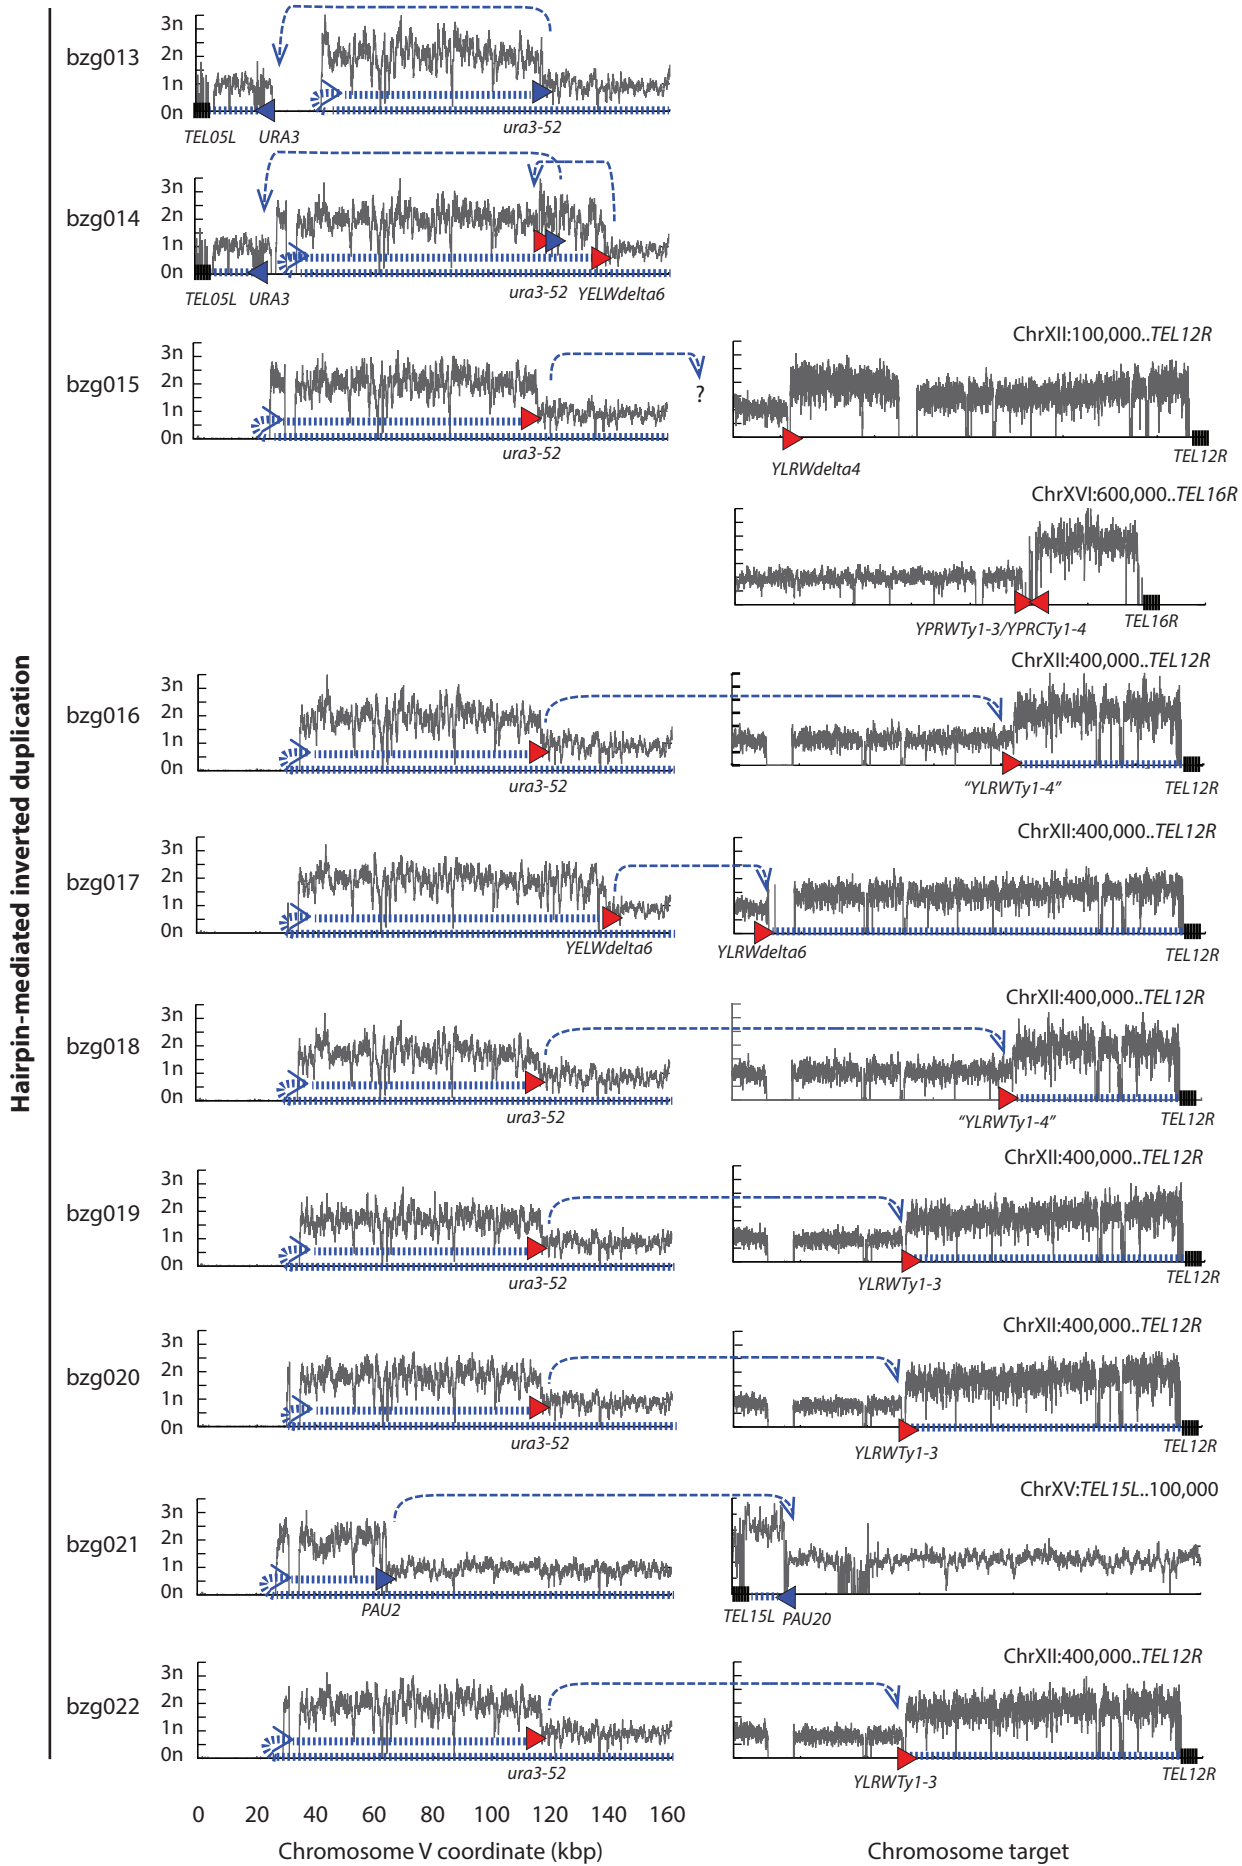 Hairpin-mediated inverted duplication
bzg013
3n
2n
1n
0n
TEL05L URA3
ura3-52
bzg014
3n
2n
1n
0n
TEL05L URA3
ura3-52 YELWdelta6
bzg015
3n
2n
1n
0n
ura3-52
?
ChrXII:100,000..TEL12R
YLRWdelta4
TEL12R
ChrXVI:600,000..TEL16R
YPRWTy1-3/YPRCTy1-4
TEL16R
bzg016
3n
2n
1n
0n
ura3-52
ChrXII:400,000..TEL12R
“YLRWTy1-4”
TEL12R
bzg017
3n
2n
1n
0n
YELWdelta6
ChrXII:400,000..TEL12R
YLRWdelta6
TEL12R
bzg018
3n
2n
1n
0n
ura3-52
ChrXII:400,000..TEL12R
“YLRWTy1-4”
TEL12R
bzg019
3n
2n
1n
0n
ura3-52
ChrXII:400,000..TEL12R
YLRWTy1-3
TEL12R
bzg020
3n
2n
1n
0n
ura3-52
ChrXII:400,000..TEL12R
YLRWTy1-3
TEL12R
bzg021
3n
2n
1n
0n
PAU2
ChrXV:TEL15L..100,000
TEL15L PAU20
bzg022
3n
2n
1n
0n
ura3-52
ChrXII:400,000..TEL12R
YLRWTy1-3
TEL12R
0 20 40 60 80 100 120 140 160
Chromosome V coordinate (kbp)
Chromosome target